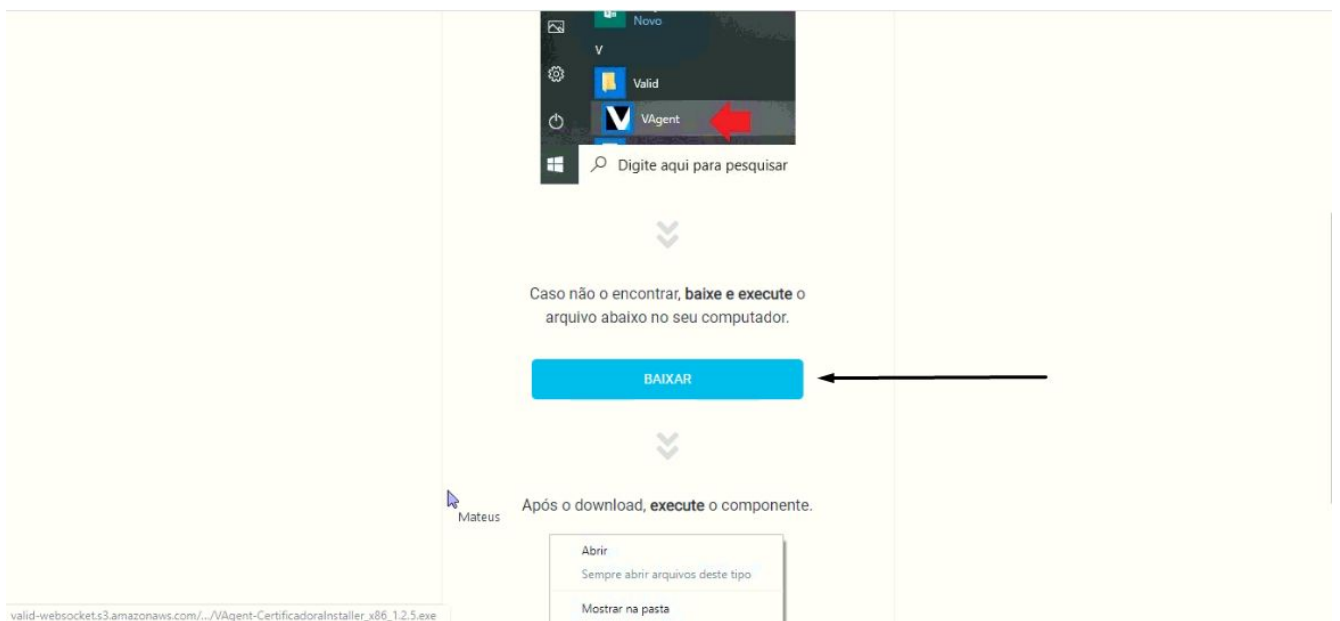 Novo
V
Valid
VAgent
Digite aqui para pesquisar
Caso não o encontrar, baixe e execute o
arquivo abaixo no seu computador.
BAIXAR
Mateus
Após o download, execute o componente.
Abrir
Sempre abrir arquivos deste tipo
Mostrar na pasta
valid-websocket.s3.amazonaws.com/.../VAgent-CertificadoraInstaller_x86_1.2.5.exe